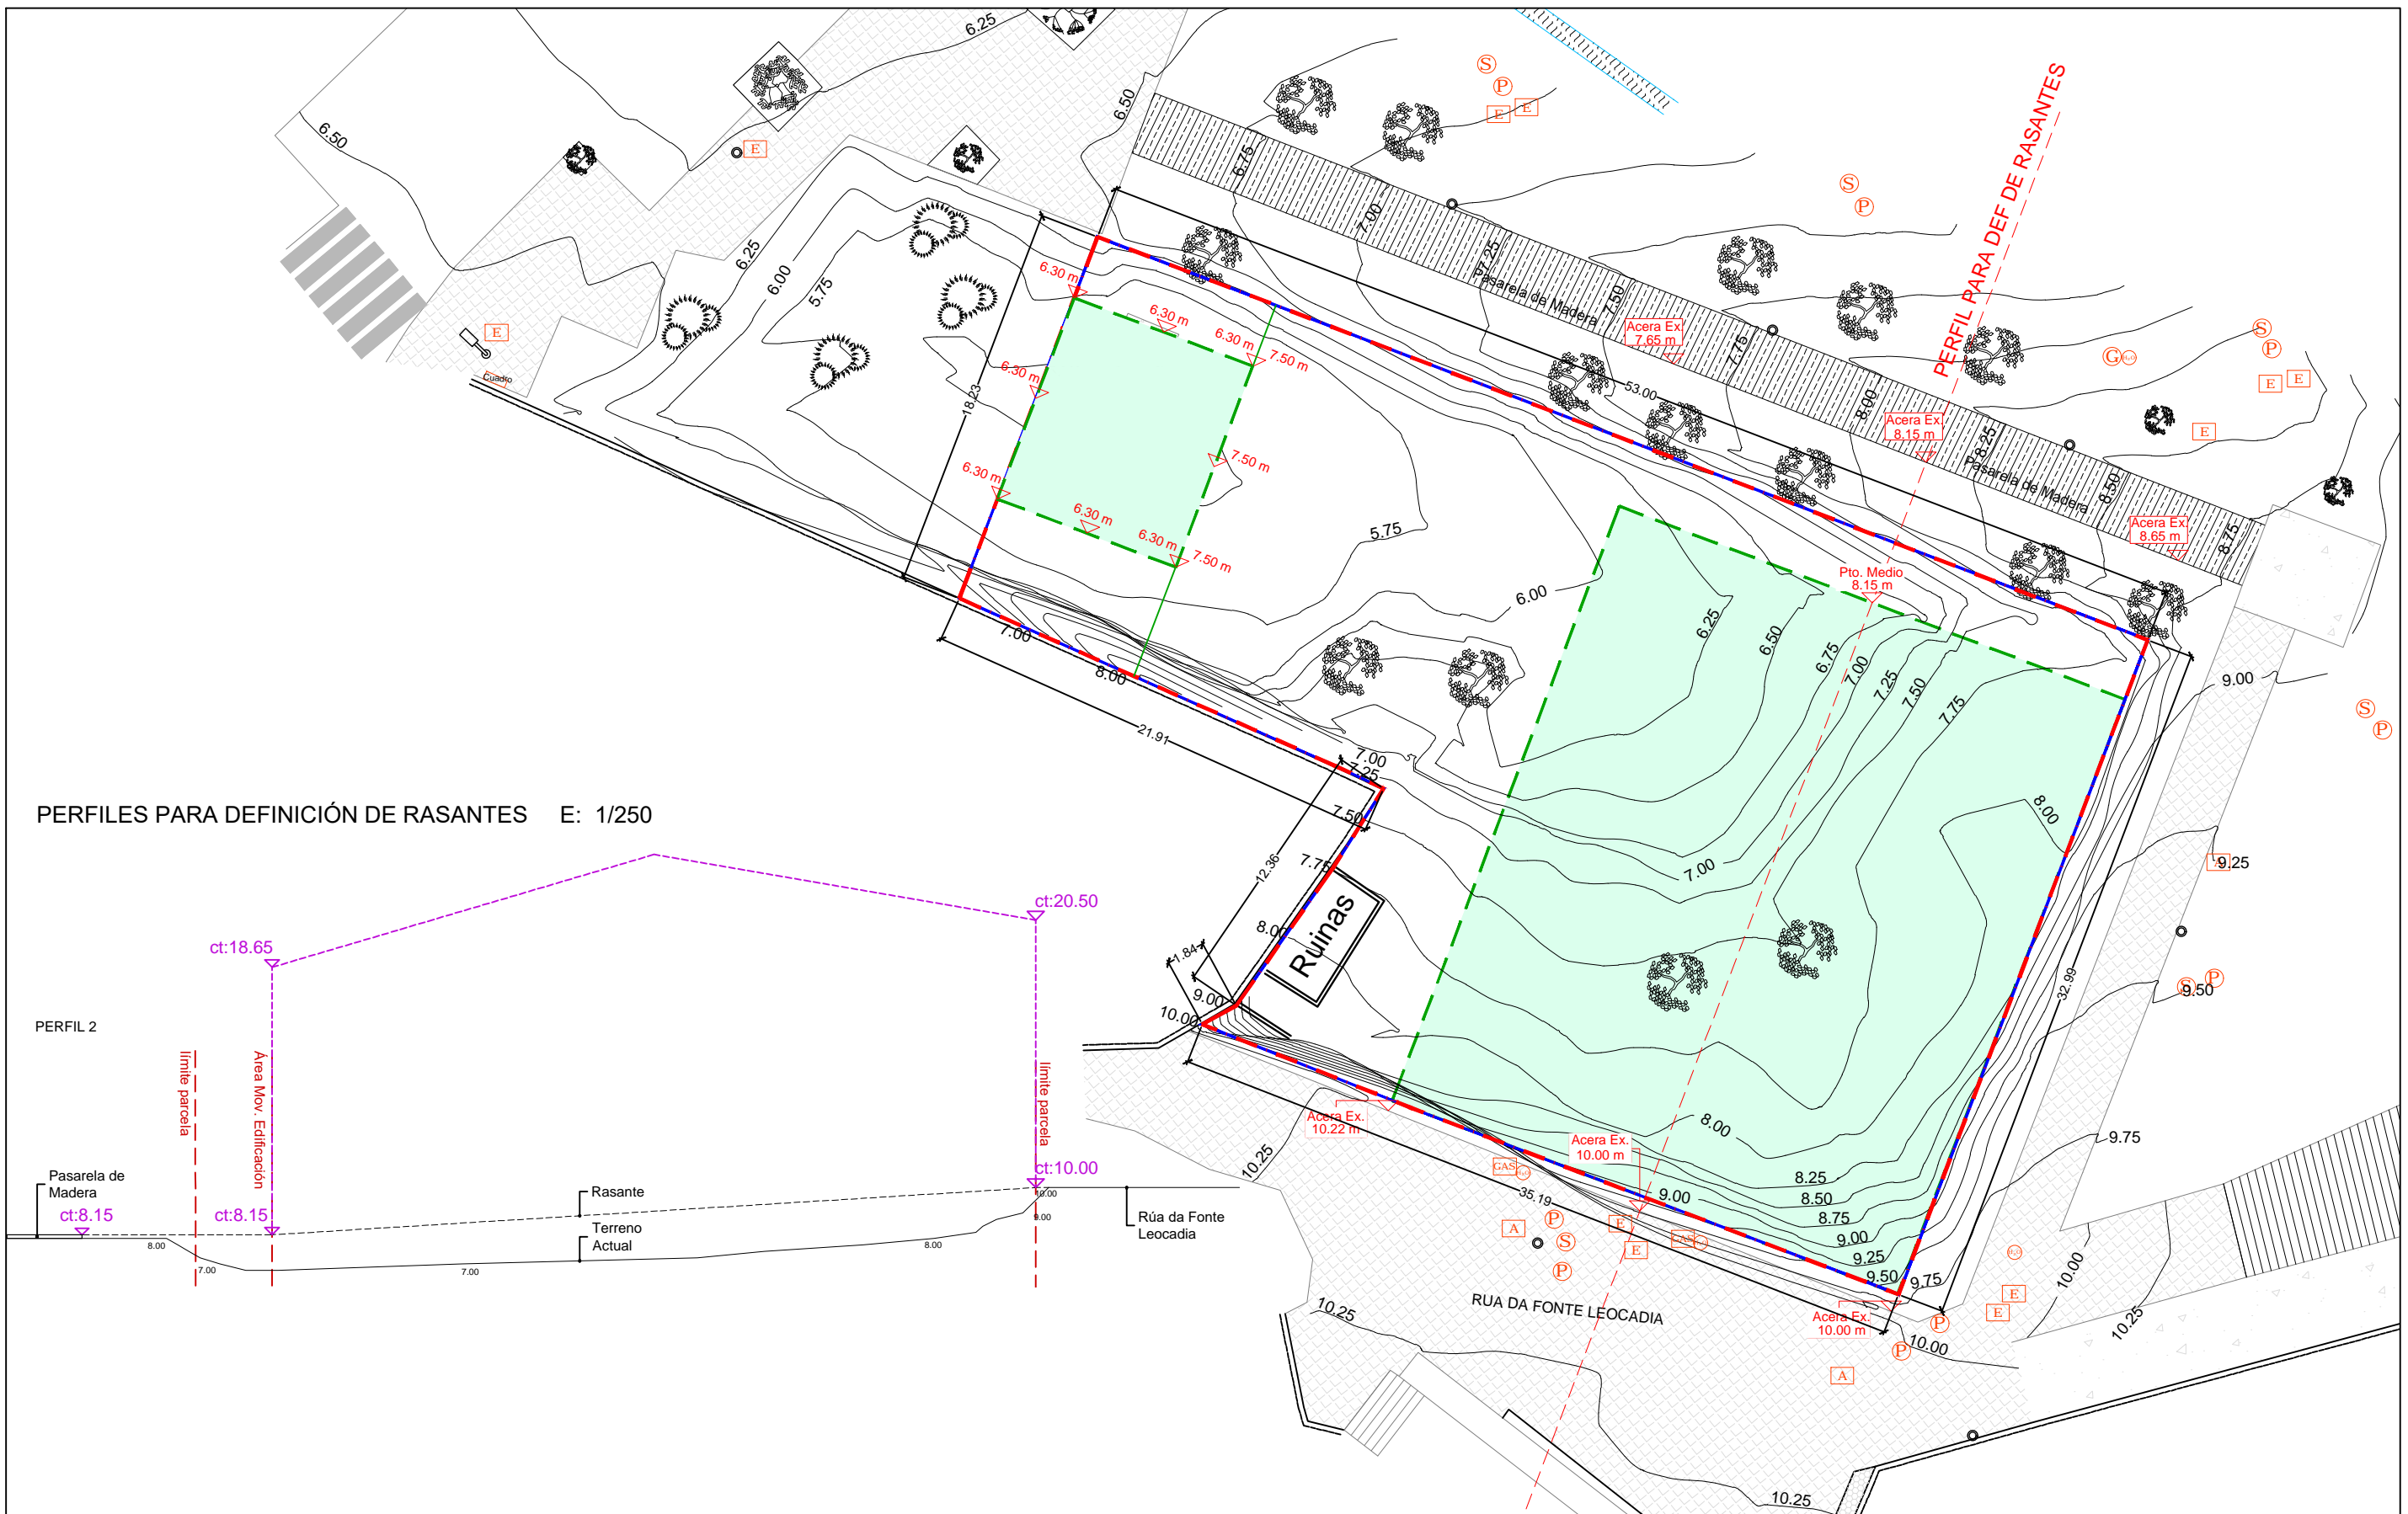 6.25
6.50
6.50
E
S
P
E
E
PERFIL PARA DEF DE RASANTES
6.75
7.00
7.25
Pasarela de Madera
7.50
7.75
8.00
8.25
Pasarela de Madera
8.50
8.75
S
P
S
P
G
E
E
E
6.25
6.00
5.75
E
Cuadro
6.30 m
6.30 m
6.30 m
7.50 m
6.30 m
7.50 m
6.30 m
6.30 m
6.30 m
7.50 m
18.23
53.00
Acera Ex.
7.65 m
Acera Ex.
8.15 m
Acera Ex.
8.65 m
Pto. Medio
8.15 m
5.75
6.00
6.25
6.50
6.75
7.00
7.25
7.50
7.75
8.00
7.00
8.00
21.91
7.00
7.25
7.50
7.75
8.00
12.36
1.84
9.00
10.00
Ruinas
7.00
9.00
S
P
9.25
A
9.50
S
P
32.99
9.75
8.00
8.25
8.50
8.75
9.00
9.25
9.50
9.75
9.00
Acera Ex.
10.22 m
Acera Ex.
10.00 m
Acera Ex.
10.00 m
10.25
GAS
35.19
A
P
S
P
E
E
GAS
RUA DA FONTE LEOCADIA
10.25
P
P
A
E
E
10.00
10.00
10.25
10.25
PERFILES PARA DEFINICIÓN DE RASANTES E: 1/250
ct:20.50
ct:18.65
PERFIL 2
límite parcela
Área Mov. Edificación
límite parcela
Pasarela de
Madera
ct:8.15
ct:8.15
Rasante
Terreno
Actual
ct:10.00
10.00
9.00
Rúa da Fonte
Leocadia
8.00
7.00
7.00
8.00